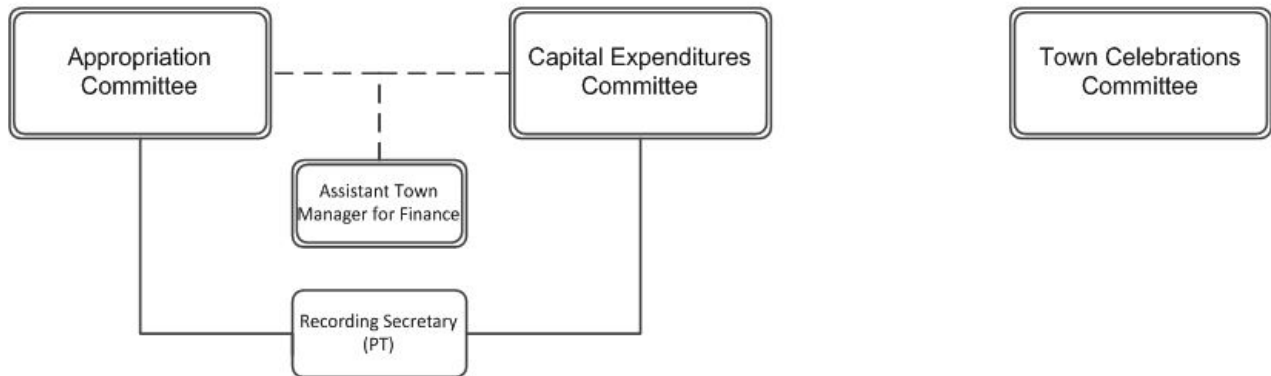 Appropriation
Committee
Capital Expenditures
Committee
Town Celebrations
Committee
Assistant Town
Manager for Finance
Recording Secretary
(PT)